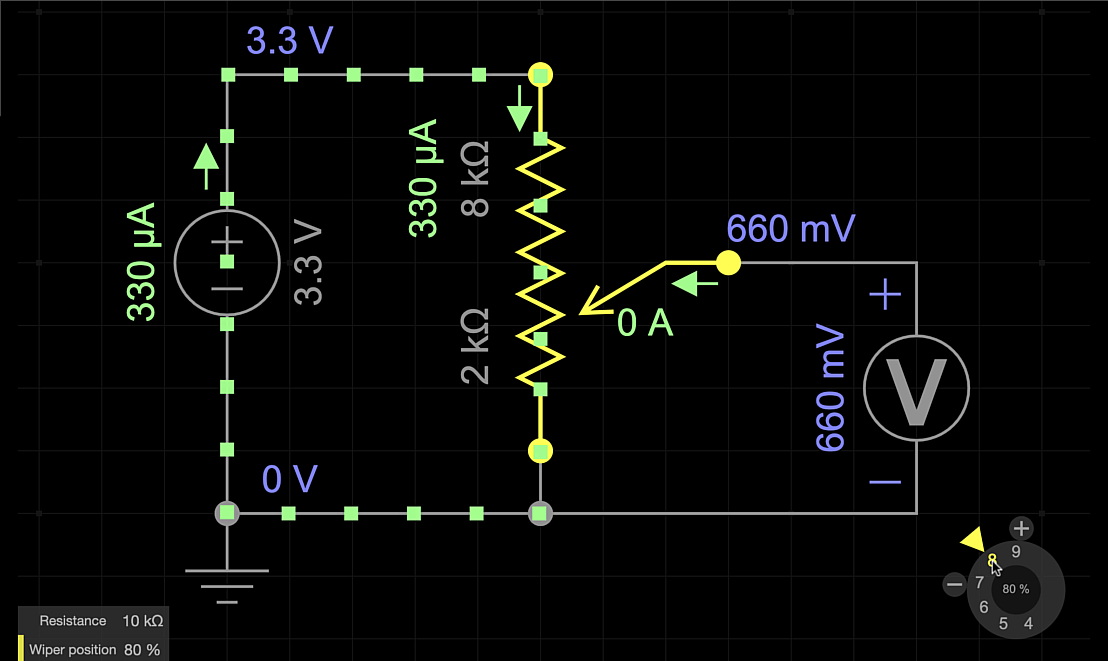 3.3 V
330 µA
8 kΩ
330 µA
3.3 V
660 mV
0 A
2 kΩ
660 mV
V
0 V
9
8
7
80 %
6
5
4
Resistance 10 kΩ
Wiper position 80 %